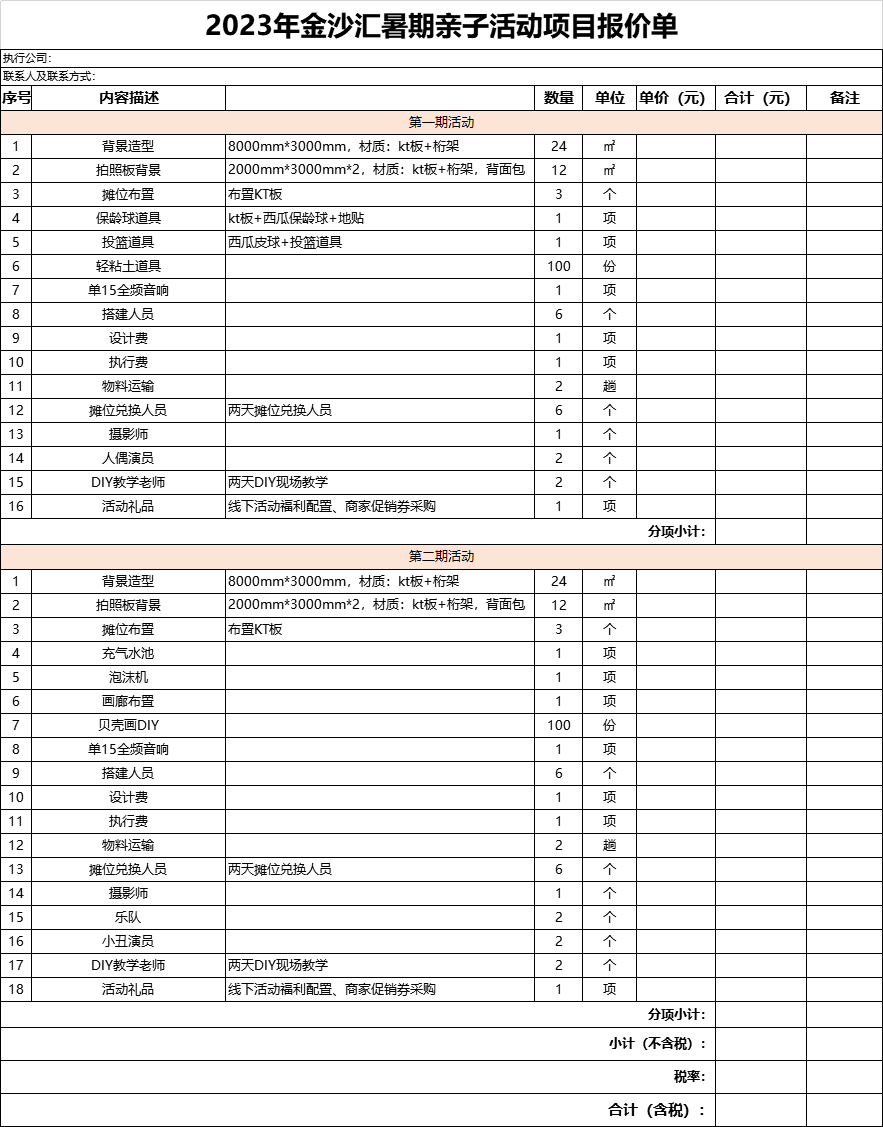 2023年金沙汇暑期亲子活动项目报价单
执行公司：
联系人及联系方式：
序号 内容描述 数量 单位 单价（元） 合计（元） 备注
第一期活动
1 背景造型 8000mm*3000mm，材质：kt板+桁架 24 ㎡
2 拍照板背景 2000mm*3000mm*2，材质：kt板+桁架，背面包 12 ㎡
3 摊位布置 布置KT板 3 个
4 保龄球道具 kt板+西瓜保龄球+地贴 1 项
5 投篮道具 西瓜皮球+投篮道具 1 项
6 轻粘土道具 100 份
7 单15全频音响 1 项
8 搭建人员 6 个
9 设计费 1 项
10 执行费 1 项
11 物料运输 2 趟
12 摊位兑换人员 两天摊位兑换人员 6 个
13 摄影师 1 个
14 人偶演员 2 个
15 DIY教学老师 两天DIY现场教学 2 个
16 活动礼品 线下活动福利配置、商家促销券采购 1 项
分项小计：
第二期活动
1 背景造型 8000mm*3000mm，材质：kt板+桁架 24 ㎡
2 拍照板背景 2000mm*3000mm*2，材质：kt板+桁架，背面包 12 ㎡
3 摊位布置 布置KT板 3 个
4 充气水池 1 项
5 泡沫机 1 项
6 画廊布置 1 项
7 贝壳画DIY 100 份
8 单15全频音响 1 项
9 搭建人员 6 个
10 设计费 1 项
11 执行费 1 项
12 物料运输 2 趟
13 摊位兑换人员 两天摊位兑换人员 6 个
14 摄影师 1 个
15 乐队 2 个
16 小丑演员 2 个
17 DIY教学老师 两天DIY现场教学 2 个
18 活动礼品 线下活动福利配置、商家促销券采购 1 项
分项小计：
小计（不含税）：
税率：
合计（含税）：